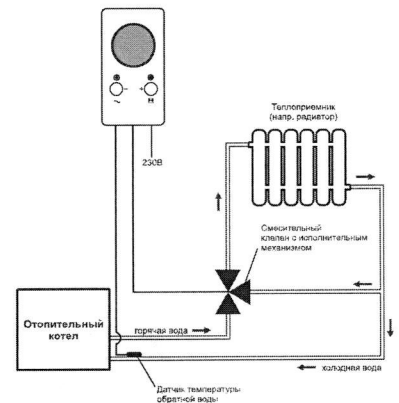 230В
Теплоприемник
(напр. радиатор)
Смесительный
клапан с исполнительным
механизмом
Отопительный
котел
горячая вода
холодная вода
Датчик температуры
обратной воды